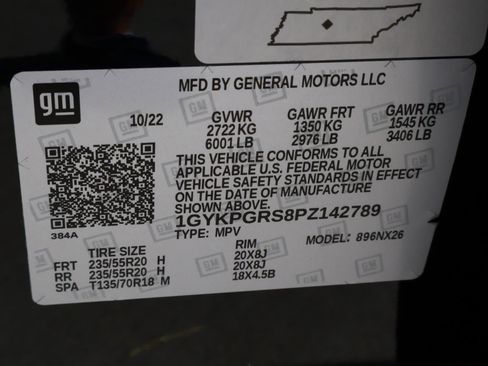 gm
MFD BY GENERAL MOTORS LLC
10/22 GVWR GAWR FRT GAWR RR
2722 KG 1350 KG 1545 KG
6001 LB 2976 LB 3406 LB
THIS VEHICLE CONFORMS TO ALL
APPLICABLE U.S. FEDERAL MOTOR
VEHICLE SAFETY STANDARDS IN EFFECT
ON THE DATE OF MANUFACTURE
1GYKPGRS8PZ142789
384A
TYPE: MPV MODEL: 896NX26
TIRE SIZE RIM
FRT 235/55R20 H 20X8J
RR 235/55R20 H 20X8J
SPA T135/70R18 M 18X4.5B